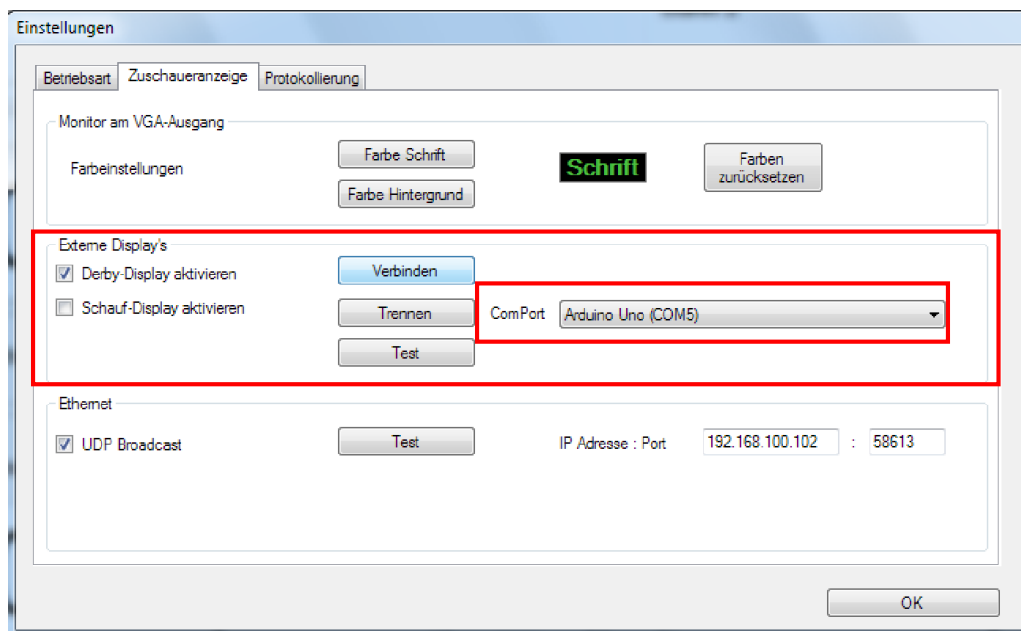 Einstellungen
Betriebsart Zuschaueranzeige Protokollierung
Monitor am VGA-Ausgang
Farbeinstellungen
Farbe Schrift
Farbe Hintergrund
Schrift
Farben
zurücksetzen
Externe Display's
Derby-Display aktivieren
Verbinden
Schauf-Display aktivieren
Trennen
ComPort
Arduino Uno (COM5)
Test
Ethernet
UDP Broadcast
Test
IP Adresse : Port
192.168.100.102 : 58613
OK